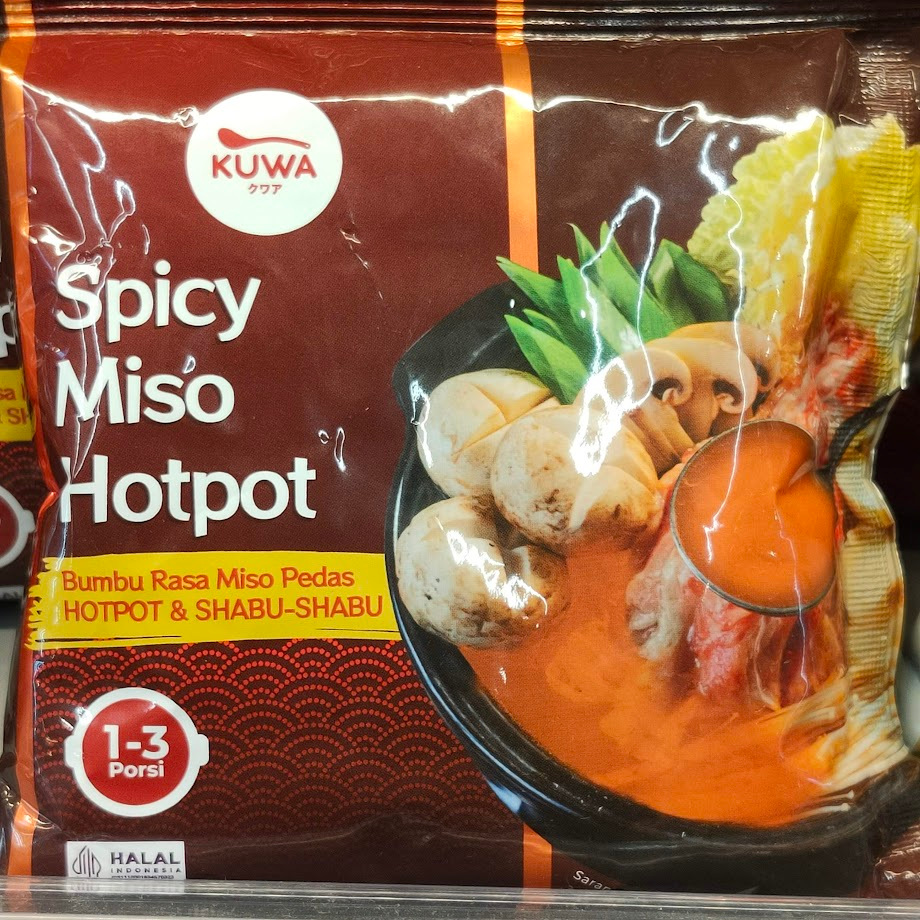 KUWA
クワア
Spicy
Miso
Hotpot
Bumbu Rasa Miso Pedas
HOTPOT & SHABU-SHABU
1-3
Porsi
HALAL
INDONESIA